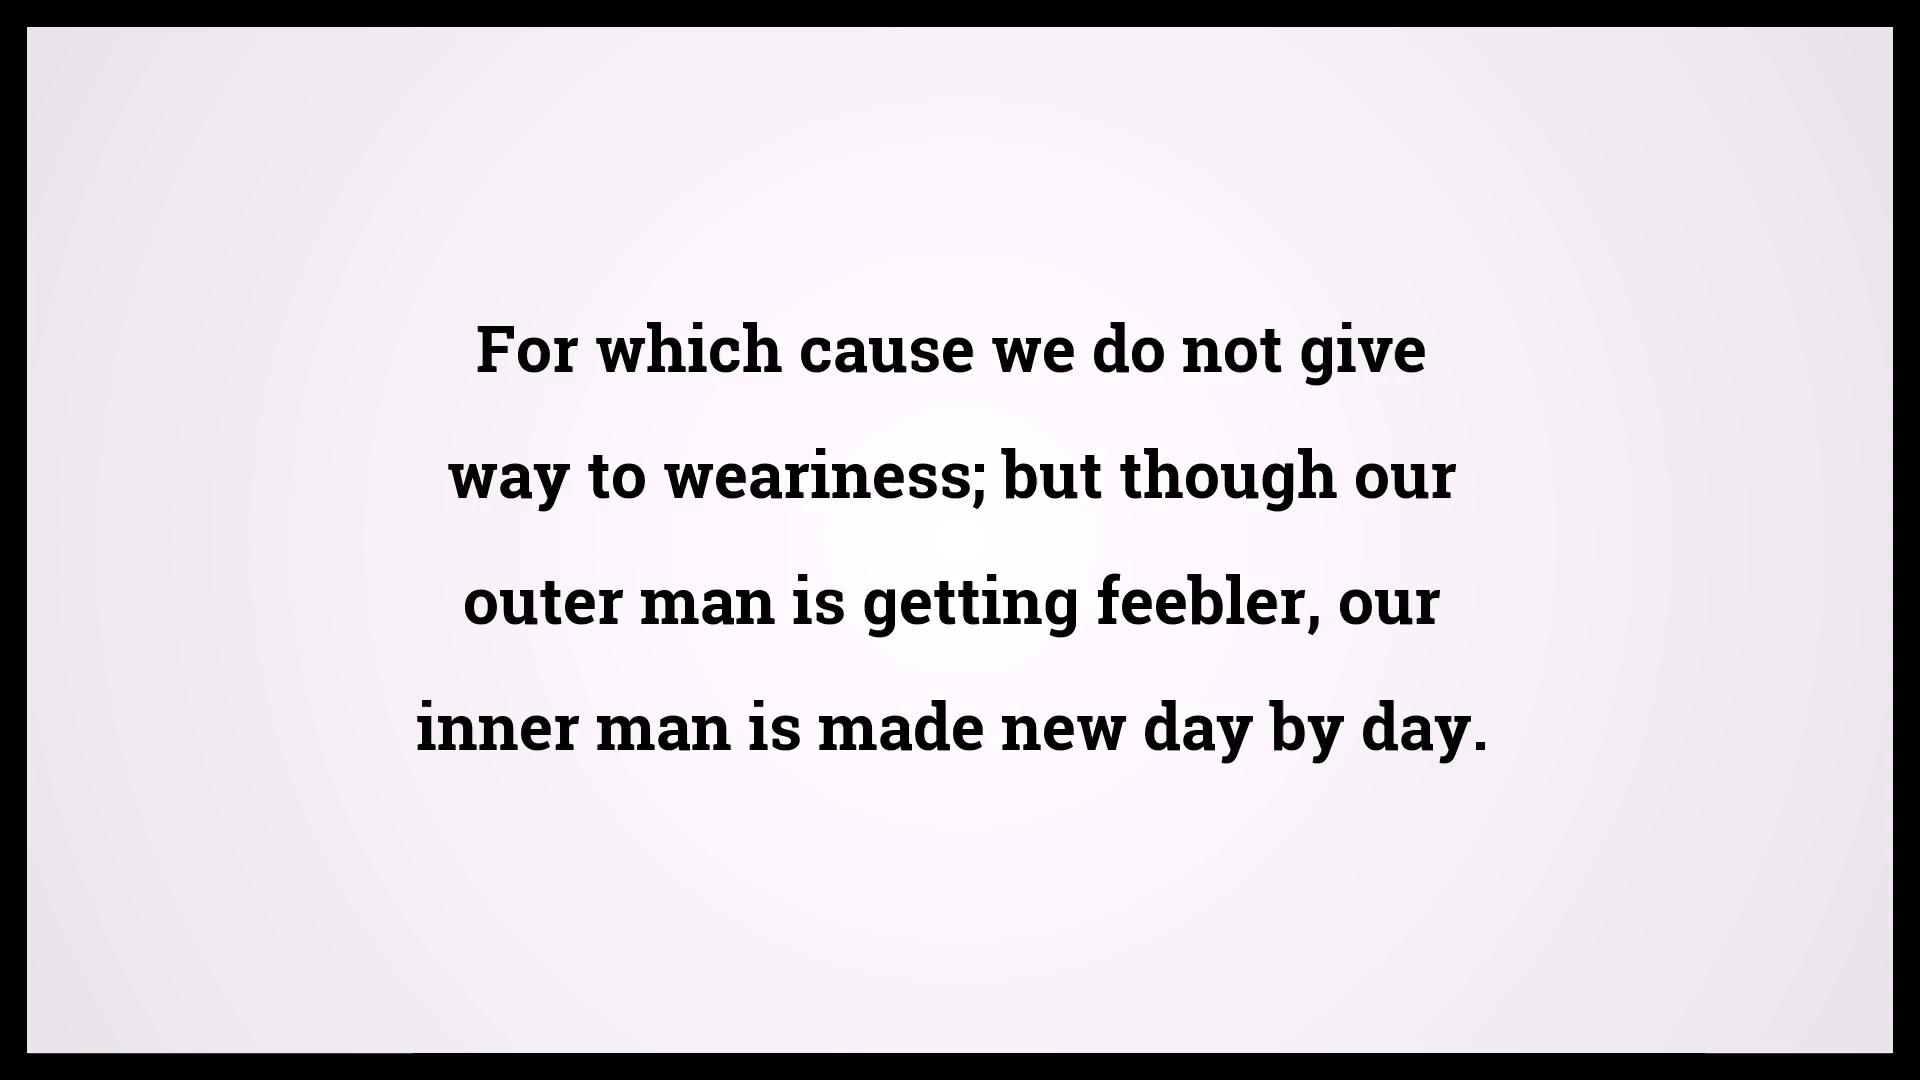 For which cause we do not give
way to weariness; but though our
outer man is getting feebler, our
inner man is made new day by day.